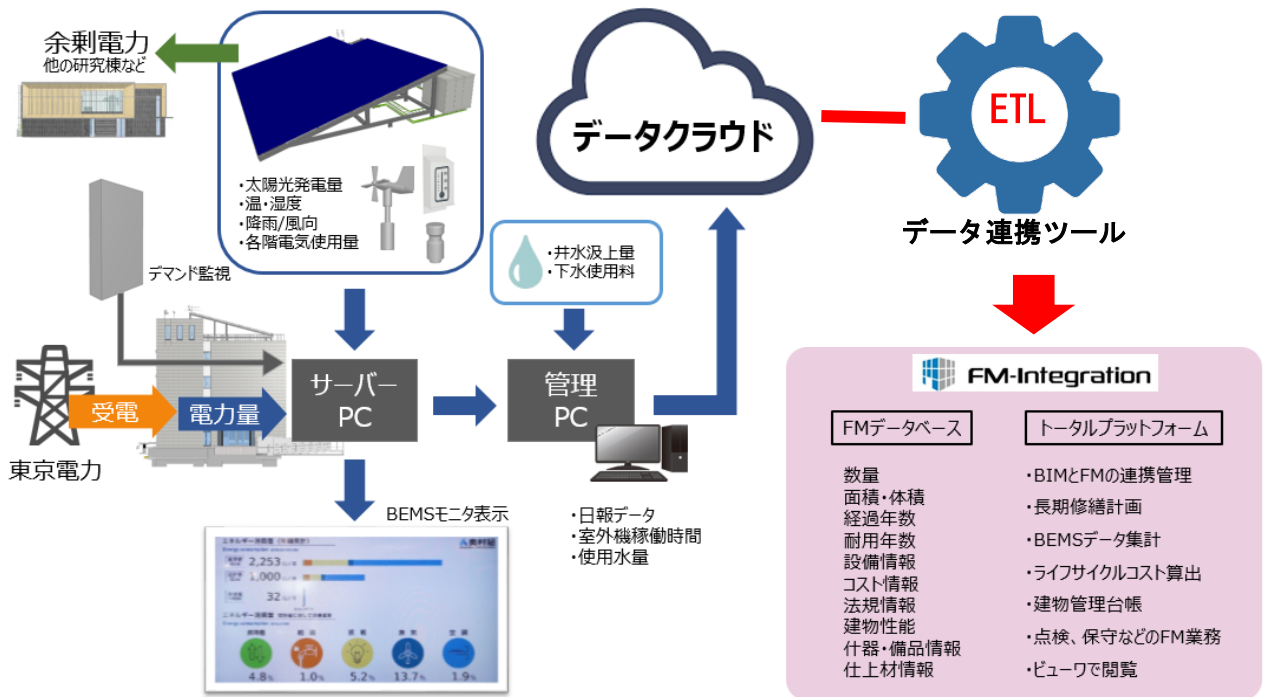 余剰電力
他の研究棟など
・太陽光発電量
・温・湿度
・降雨/風向
・各階電気使用量
データクラウド
ETL
データ連携ツール
デマンド監視
・井水汲上量
・下水使用料
東京電力
受電
電力量
サーバー
PC
管理
PC
・日報データ
・室外機稼働時間
・使用水量
BEMSモニタ表示
2,253
1,000
32
4.8%
1.0%
5.2%
13.7%
1.9%
FM-Integration
FMデータベース
数量
面積・体積
経過年数
耐用年数
設備情報
コスト情報
法規情報
建物性能
什器・備品情報
仕上材情報
トータルプラットフォーム
・BIMとFMの連携管理
・長期修繕計画
・BEMSデータ集計
・ライフサイクルコスト算出
・建物管理台帳
・点検、保守などのFM業務
・ビューワで閲覧